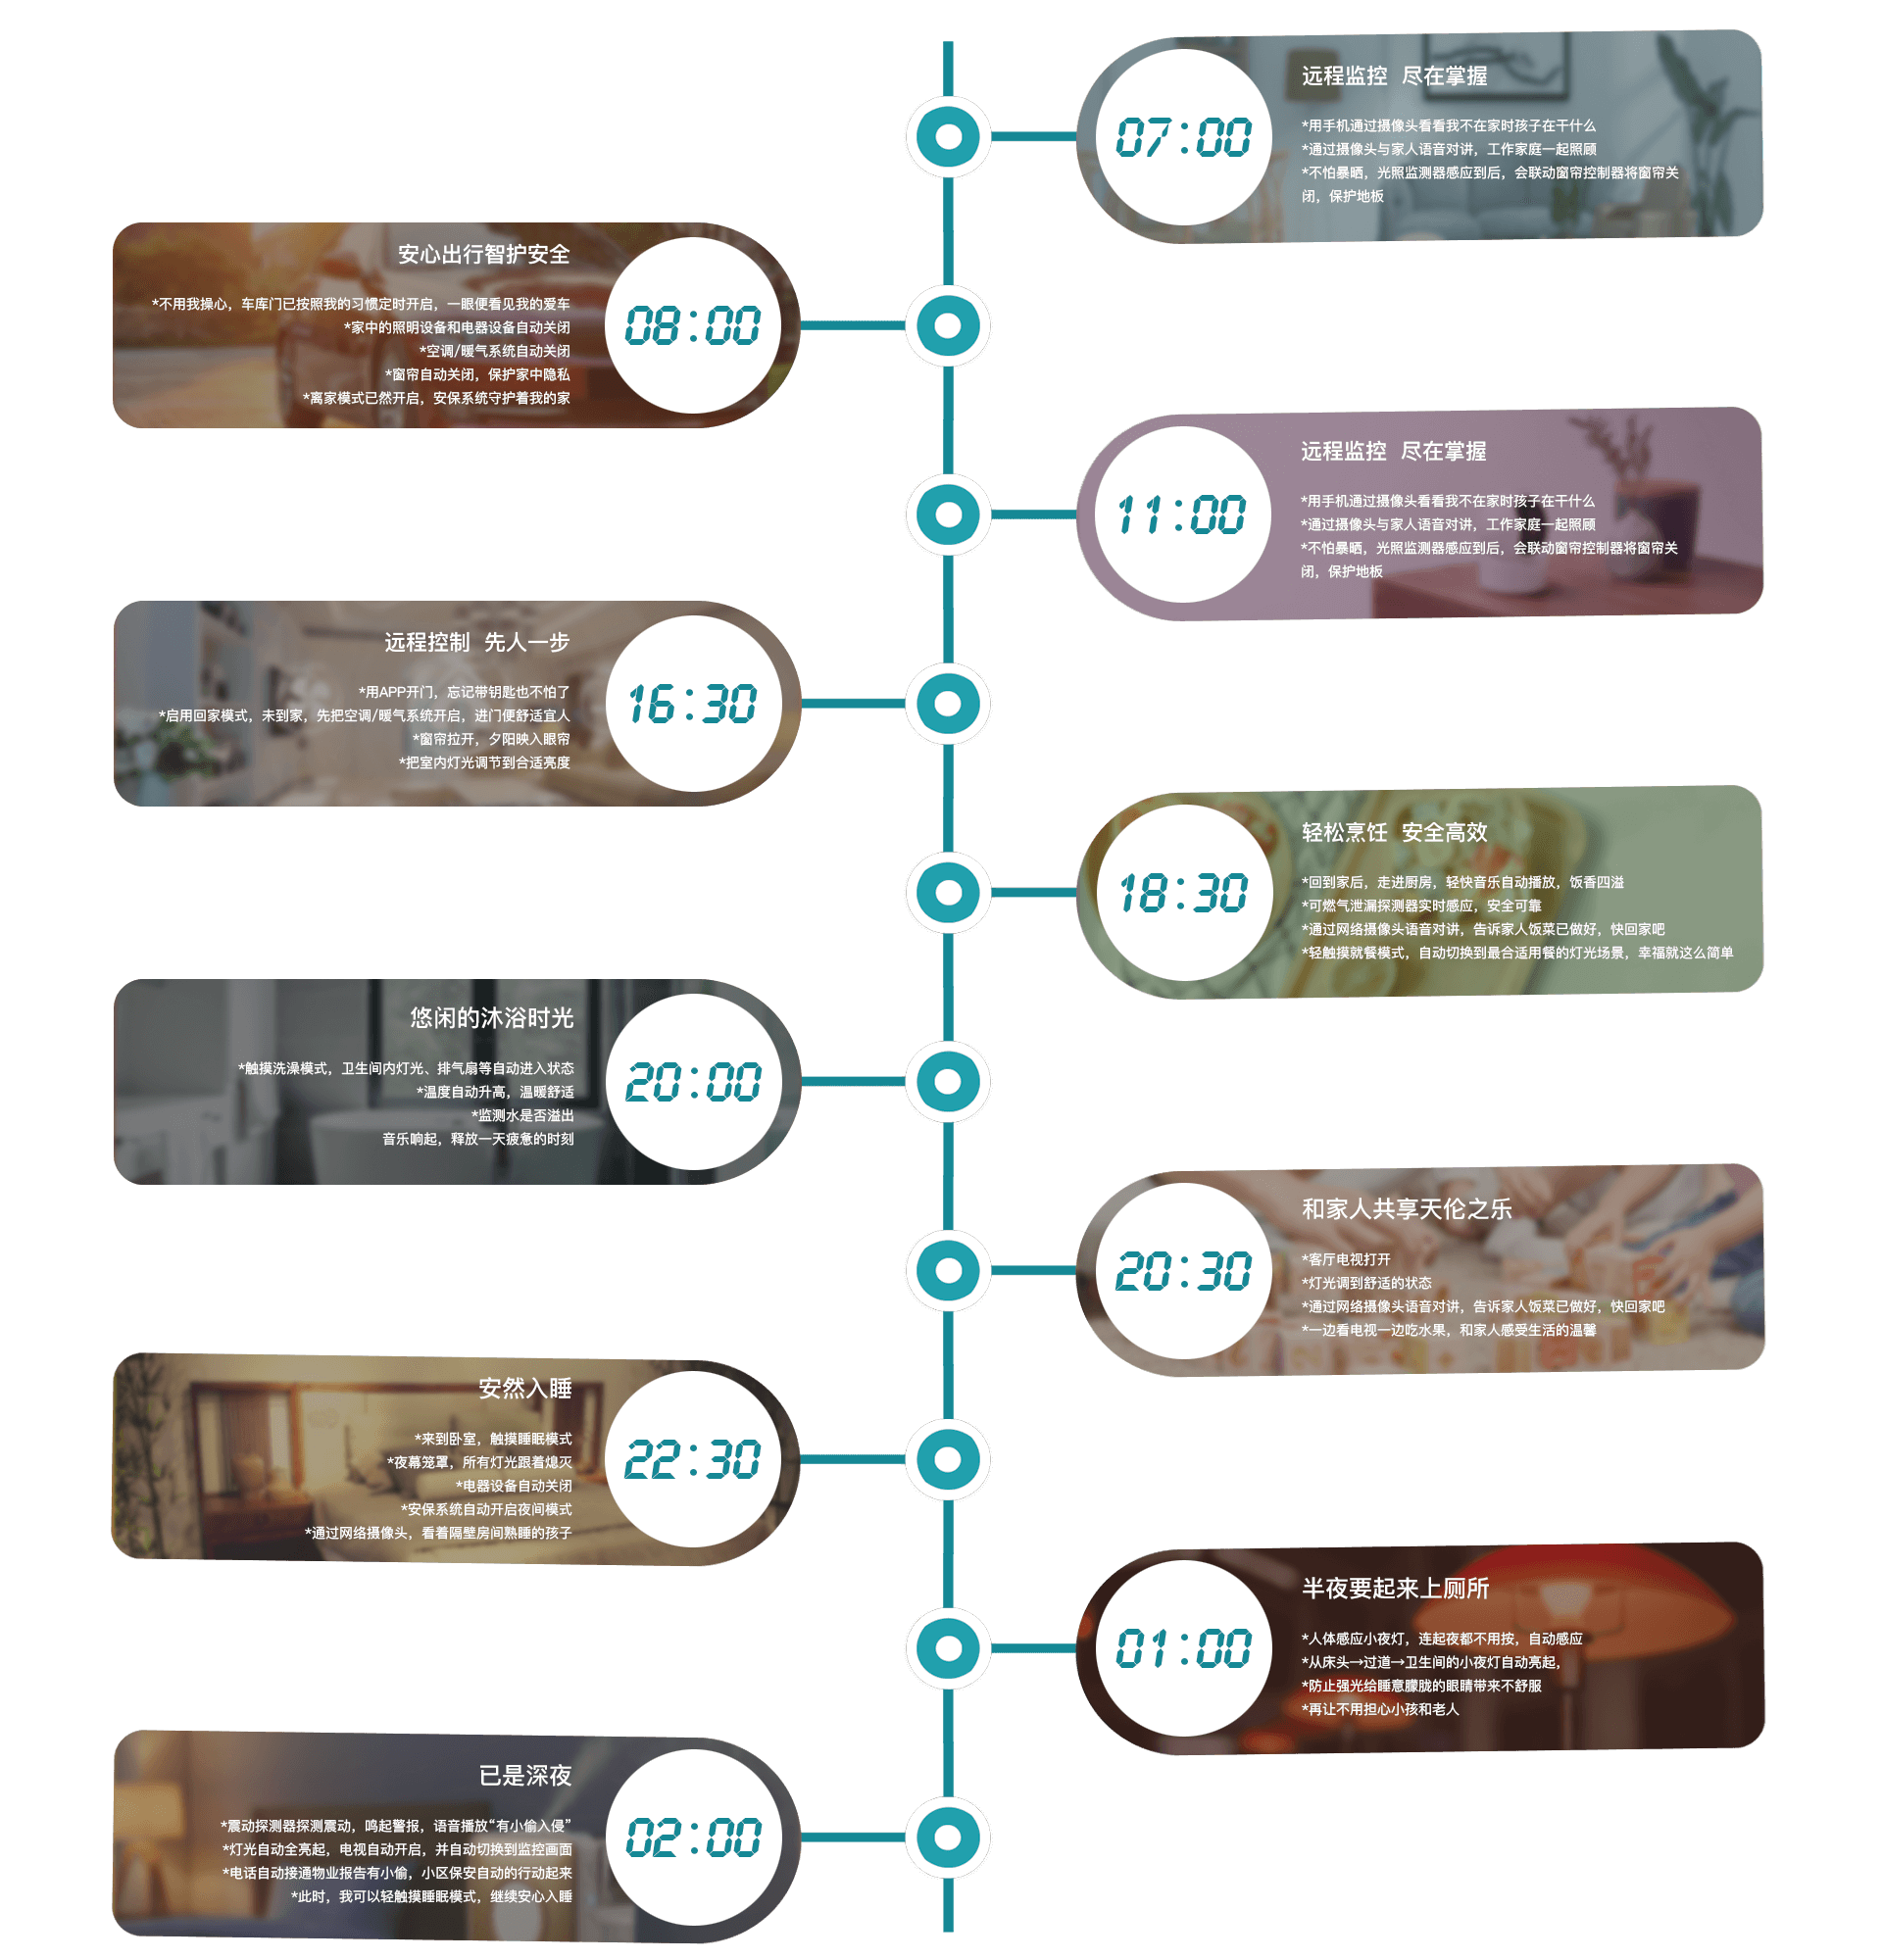 07:00
远程监控 尽在掌握
*用手机通过摄像头看看我不在家时孩子在干什么
*通过摄像头与家人语音对讲，工作家庭一起照顾
*不怕暴晒，光照监测器感应到后，会联动窗帘控制器将窗帘关
闭，保护地板
安心出行智护安全
*不用我操心，车库门已按照我的习惯定时开启，一眼便看见我的爱车
*家中的照明设备和电器设备自动关闭
*空调/暖气系统自动关闭
*窗帘自动关闭，保护家中隐私
*离家模式已然开启，安保系统守护着我的家
08:00
11:00
远程监控 尽在掌握
*用手机通过摄像头看看我不在家时孩子在干什么
*通过摄像头与家人语音对讲，工作家庭一起照顾
*不怕暴晒，光照监测器感应到后，会联动窗帘控制器将窗帘关
闭，保护地板
远程控制 先人一步
*用APP开门，忘记带钥匙也不怕了
*启用回家模式，未到家，先把空调/暖气系统开启，进门便舒适宜人
*窗帘拉开，夕阳映入眼帘
*把室内灯光调节到合适亮度
16:30
18:30
轻松烹饪 安全高效
*回到家后，走进厨房，轻快音乐自动播放，饭香四溢
*可燃气泄漏探测器实时感应，安全可靠
*通过网络摄像头语音对讲，告诉家人饭菜已做好，快回家吧
*轻触摸就餐模式，自动切换到最合适用餐的灯光场景，幸福就这么简单
悠闲的沐浴时光
*触摸洗澡模式，卫生间内灯光、排气扇等自动进入状态
*温度自动升高，温暖舒适
*监测水是否溢出
音乐响起，释放一天疲惫的时刻
20:00
20:30
和家人共享天伦之乐
*客厅电视打开
*灯光调到舒适的状态
*通过网络摄像头语音对讲，告诉家人饭菜已做好，快回家吧
*一边看电视一边吃水果，和家人感受生活的温馨
安然入睡
*来到卧室，触摸睡眠模式
*夜幕笼罩，所有灯光跟着熄灭
*电器设备自动关闭
*安保系统自动开启夜间模式
*通过网络摄像头，看着隔壁房间熟睡的孩子
22:30
01:00
半夜要起来上厕所
*人体感应小夜灯，连起夜都不用按，自动感应
*从床头→过道→卫生间的小夜灯自动亮起，
*防止强光给睡意朦胧的眼睛带来不舒服
*再让不用担心小孩和老人
已是深夜
*震动探测器探测震动，鸣起警报，语音播放“有小偷入侵”
*灯光自动全亮起，电视自动开启，并自动切换到监控画面
*电话自动接通物业报告有小偷，小区保安自动的行动起来
*此时，我可以轻触摸睡眠模式，继续安心入睡
02:00